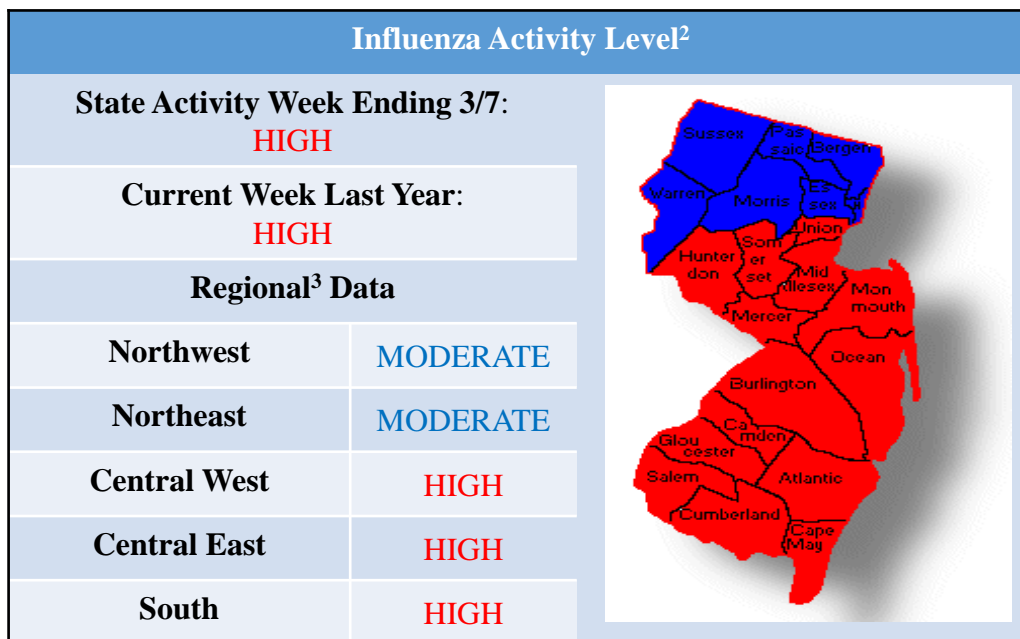 Influenza Activity Level²
State Activity Week Ending 3/7:
HIGH
Current Week Last Year:
HIGH
Regional³ Data
Northwest MODERATE
Northeast MODERATE
Central West HIGH
Central East HIGH
South HIGH
Sussex
Pas
saic
Bergen
Warren
Morris
Es
sex
Union
Hunter
don
Som
er
set
Mid
dlesex
Mon
mouth
Mercer
Ocean
Burlington
Ca
mden
Glou
cester
Salem
Atlantic
Cumberland
Cape
May